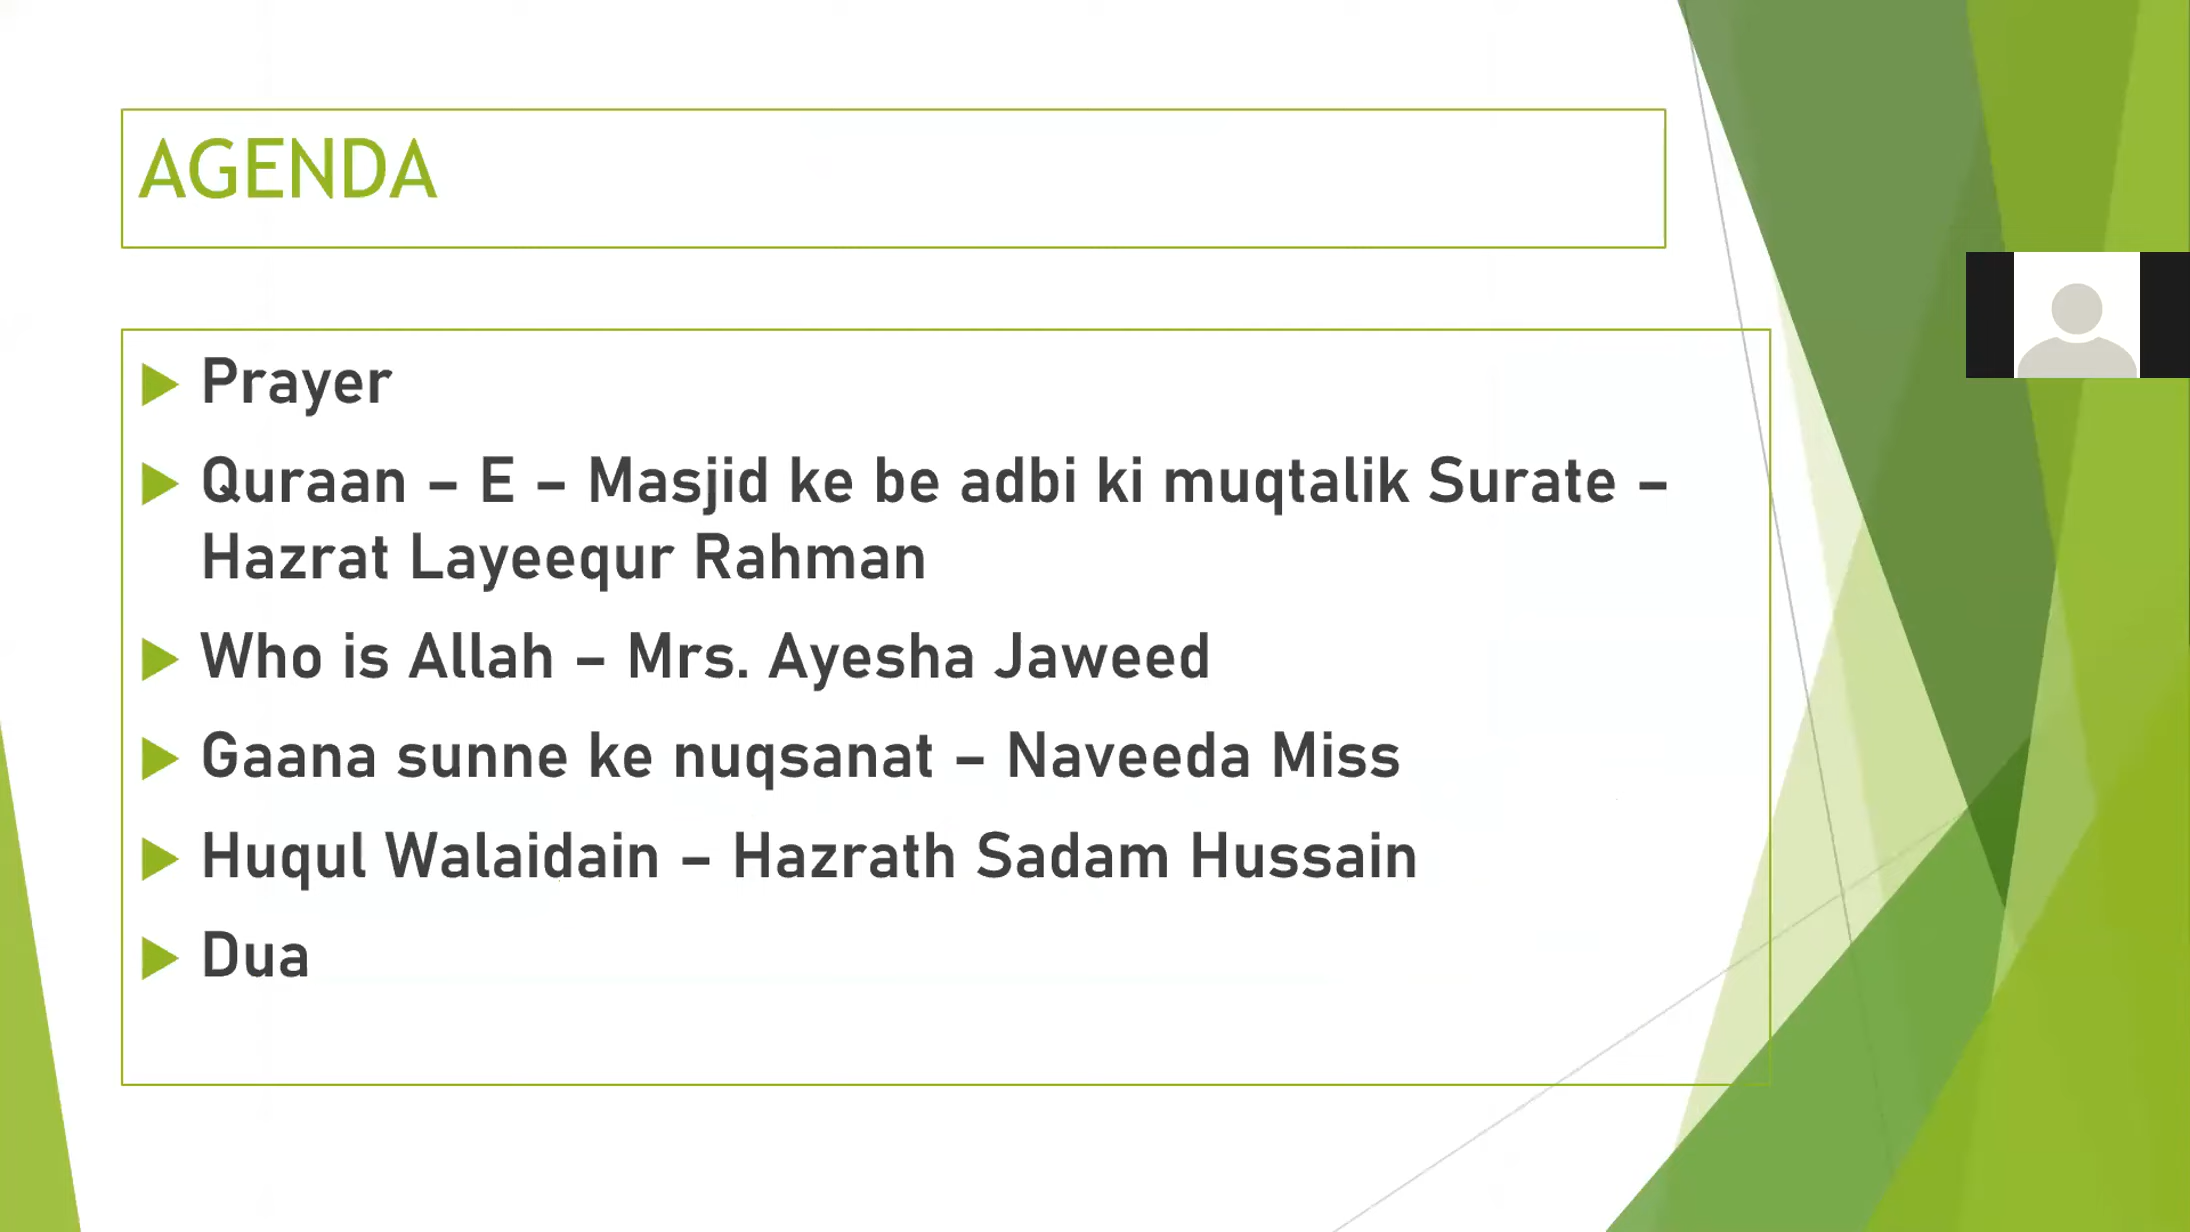 AGENDA
Prayer
Quraan – E – Masjid ke be adbi ki muqtalik Surate –
Hazrat Layeequr Rahman
Who is Allah – Mrs. Ayesha Jaweed
Gaana sunne ke nuqsanat – Naveeda Miss
Huqul Walaidain – Hazrath Sadam Hussain
Dua